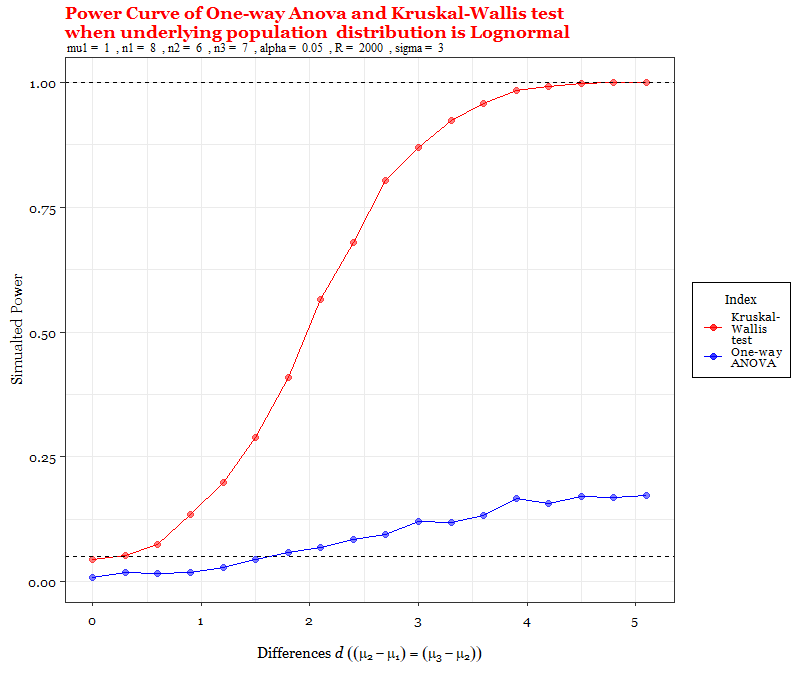 Power Curve of One-way Anova and Kruskal-Wallis test
when underlying population distribution is Lognormal
mu1 = 1 , n1 = 8 , n2 = 6 , n3 = 7 , alpha = 0.05 , R = 2000 , sigma = 3
1.00
0.75
0.50
0.25
0.00
Simualted Power
0 1 2 3 4 5
Differences d ((μ₂ − μ₁) = (μ₃ − μ₂))
Index
Kruskal-
Wallis
test
One-way
ANOVA